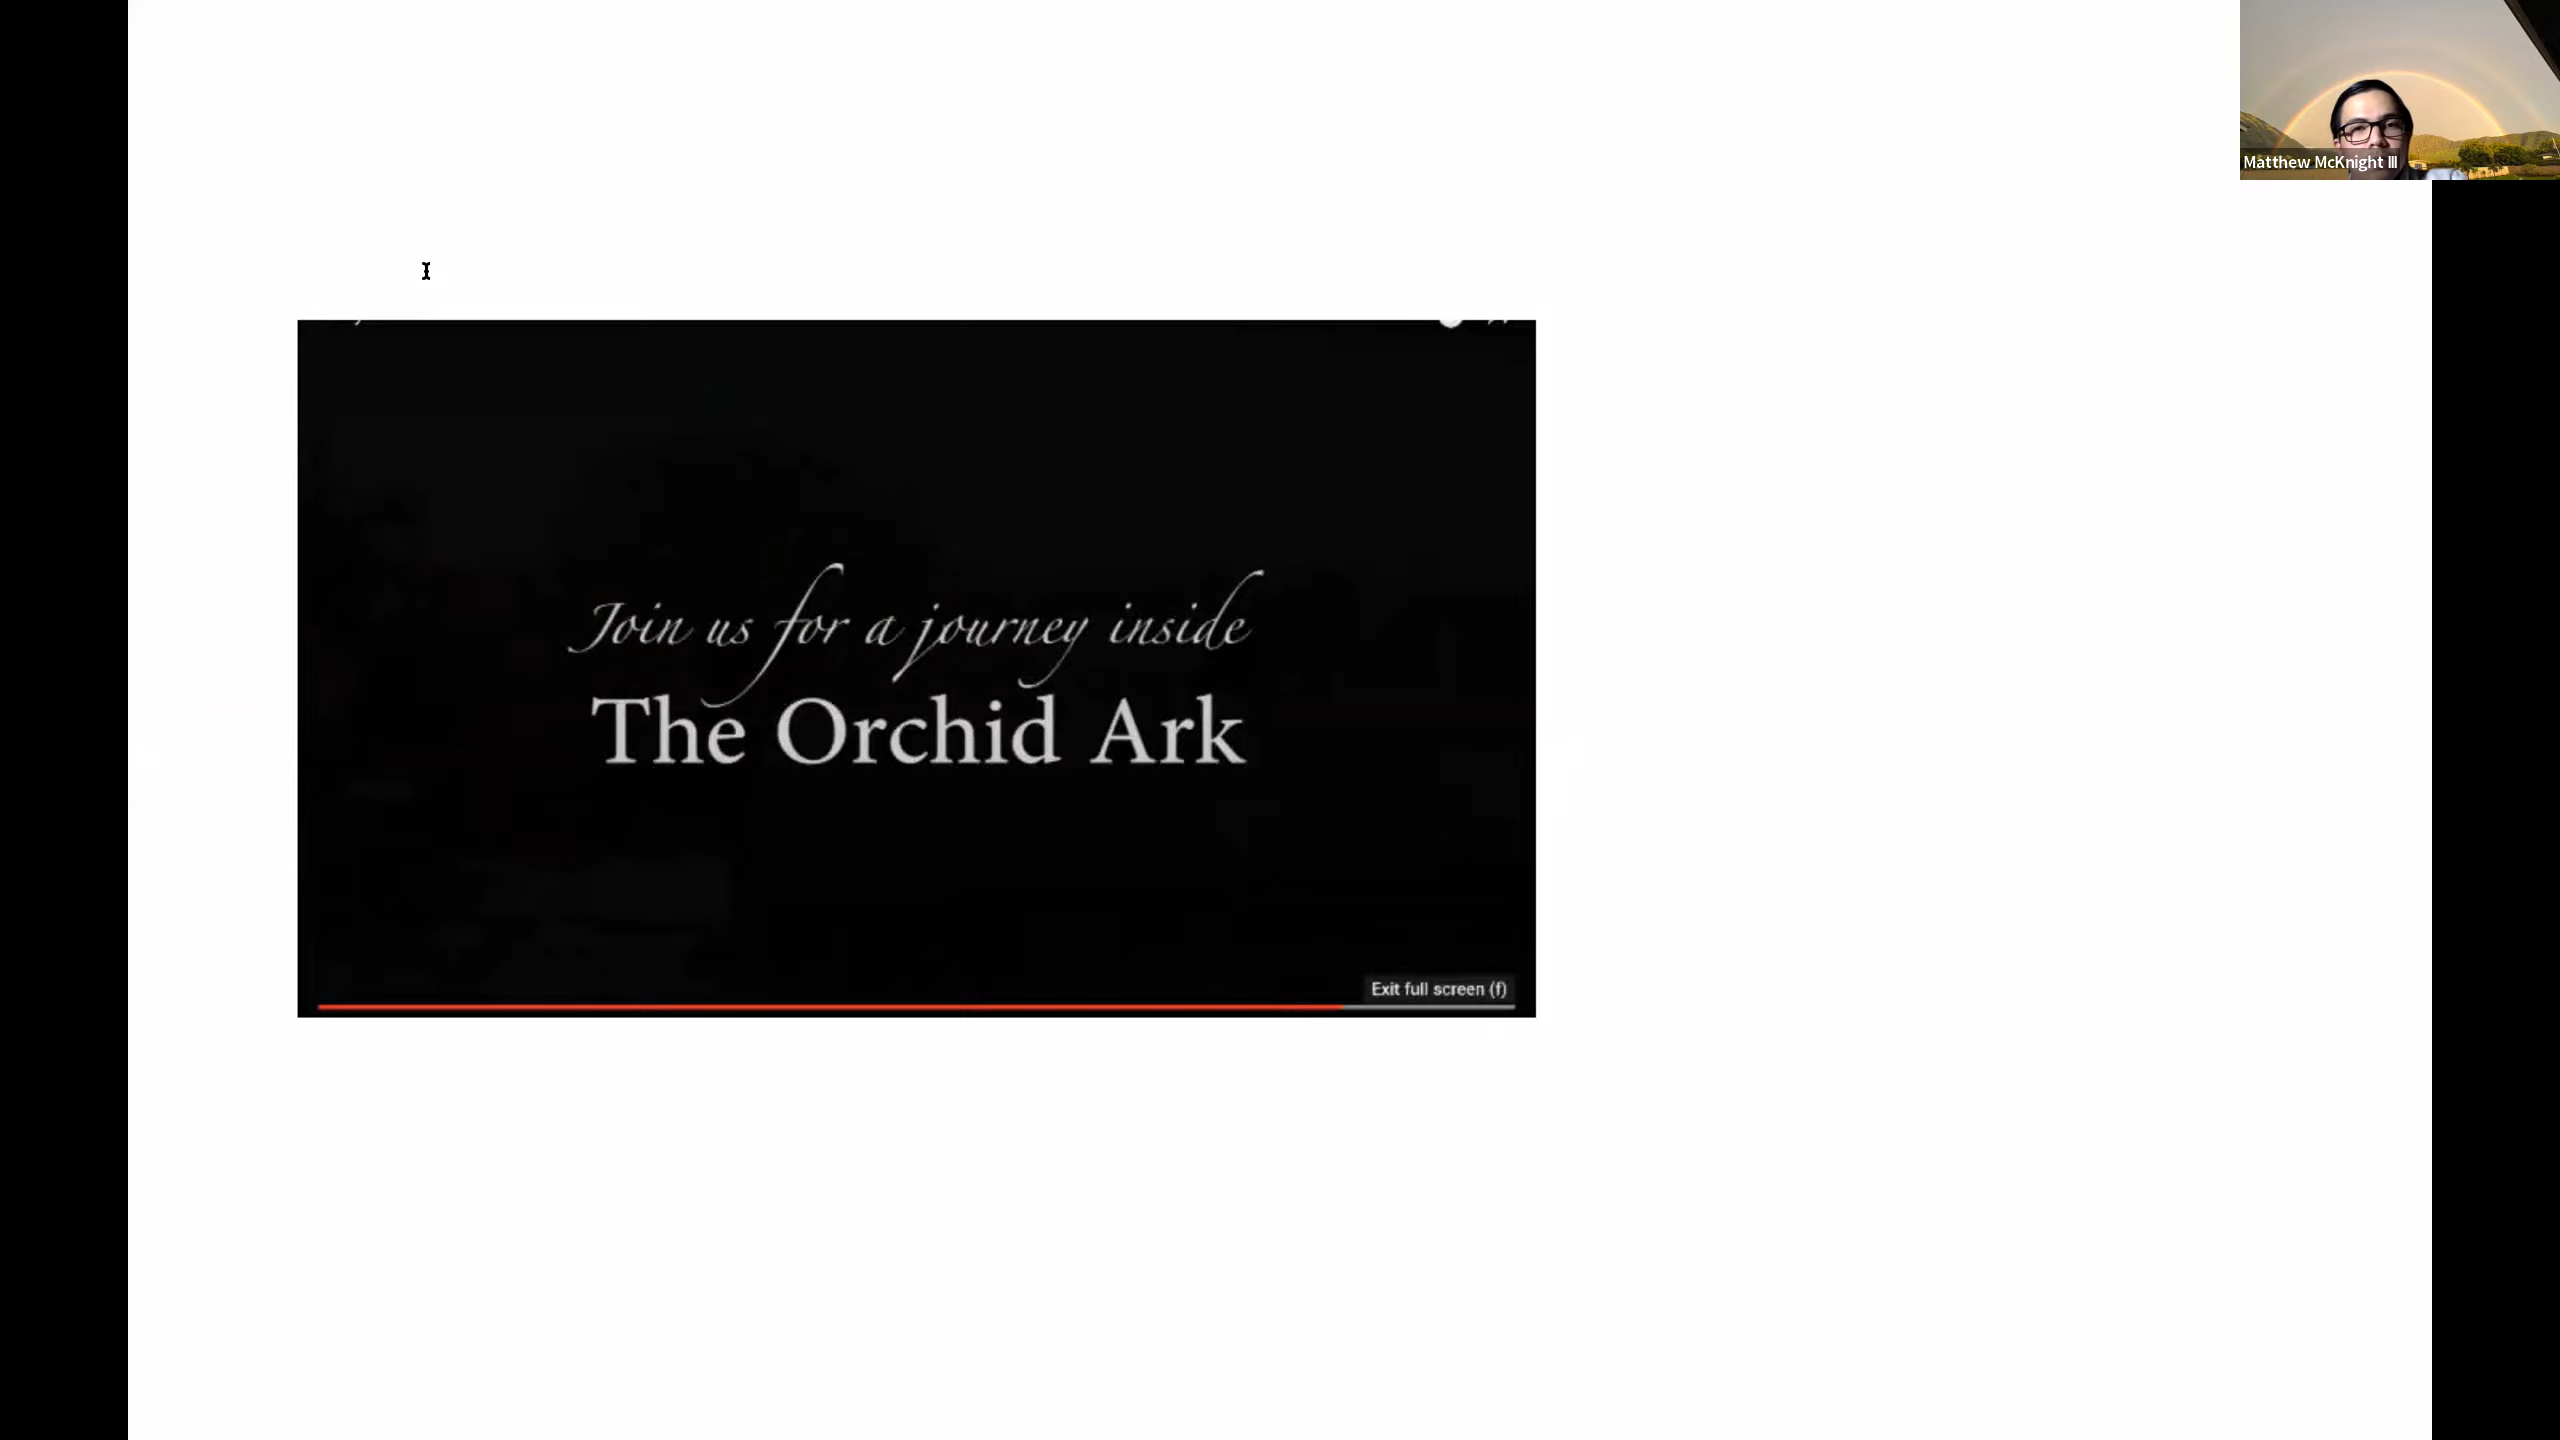 Matthew McKnight III
Join us for a journey inside
The Orchid Ark
Exit full screen (f)